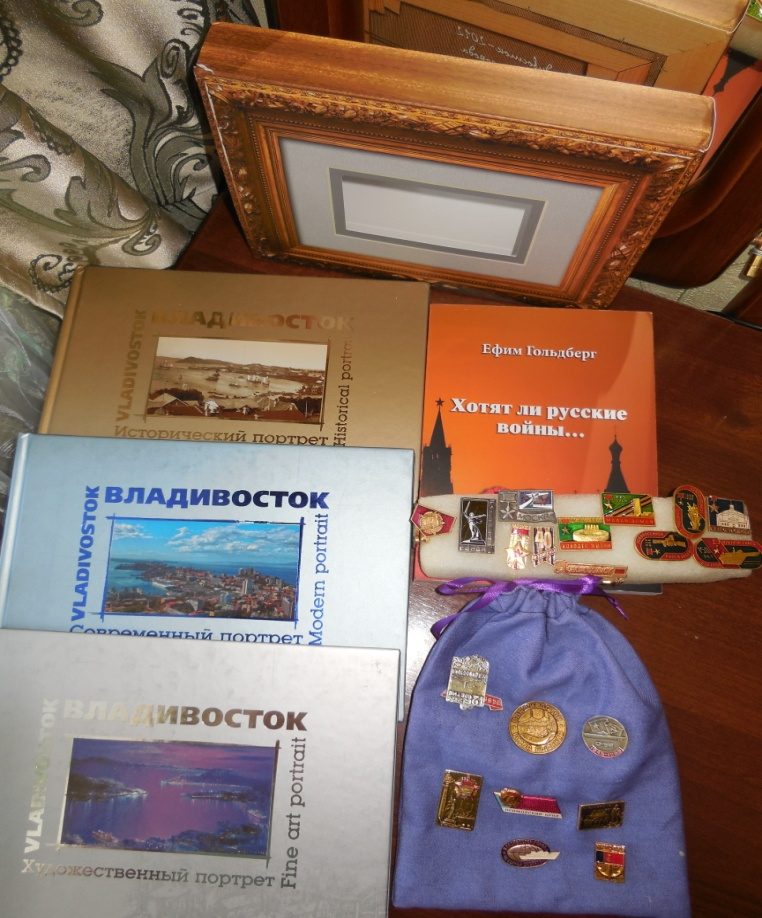 ВЛАДИВОСТОК
VLADIVOSTOK
Исторический портрет
Historical portrait
Ефим Гольдберг
Хотят ли русские
войны...
ВЛАДИВОСТОК
VLADIVOSTOK
Современный портрет
Modern portrait
ВЛАДИВОСТОК
VLADIVOSTOK
Художественный портрет
Fine art portrait